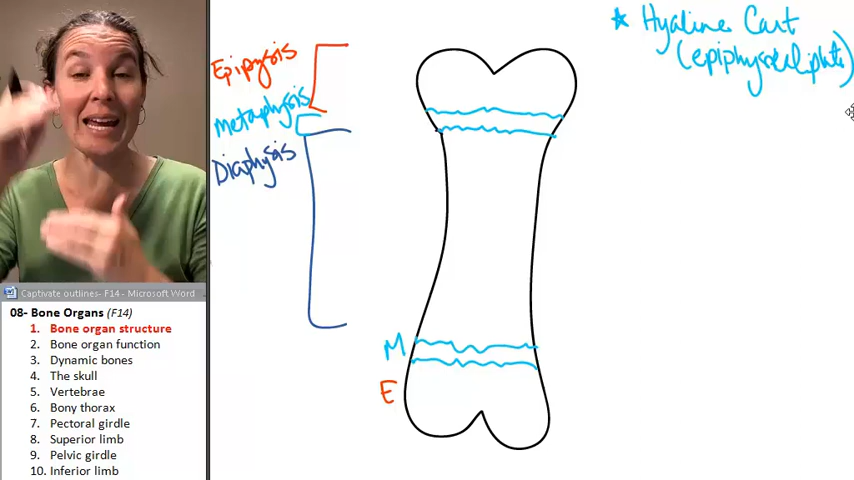 Epipysis
metaphysis
Diaphysis
★ Hyaline Cart
(epiphyseal plate)
M
E
Captivate outlines- F14 - Microsoft Word
08- Bone Organs (F14)
1. Bone organ structure
2. Bone organ function
3. Dynamic bones
4. The skull
5. Vertebrae
6. Bony thorax
7. Pectoral girdle
8. Superior limb
9. Pelvic girdle
10. Inferior limb